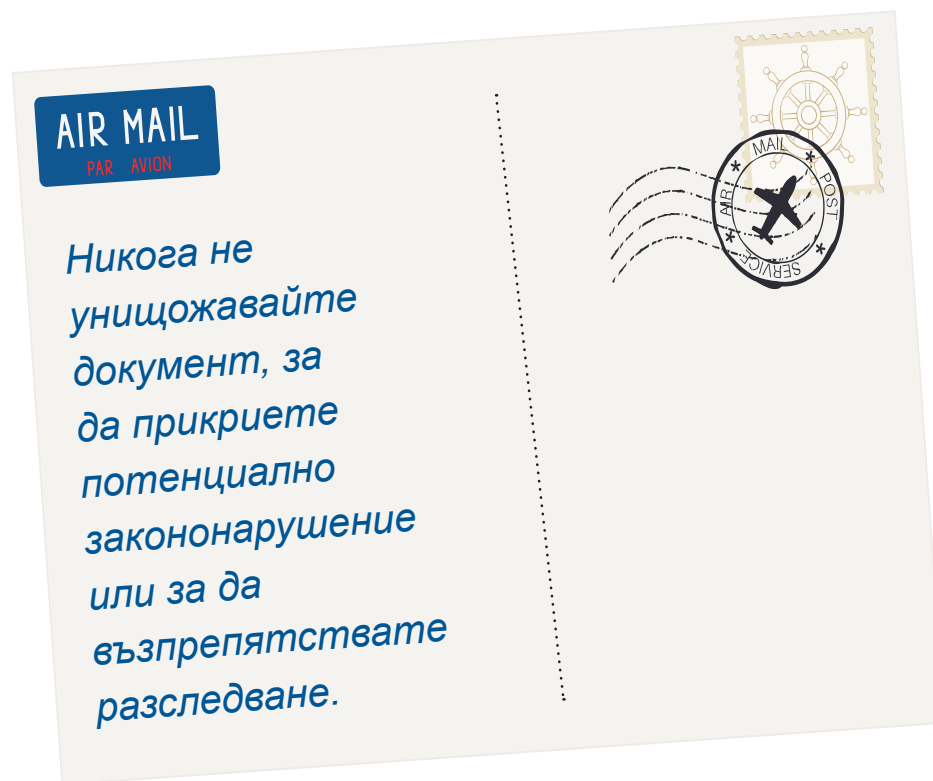 AIR MAIL
PAR AVION
Никога не
унищожавайте
документ, за
да прикриете
потенциално
закононарушение
или за да
възпрепятствате
разследване.
AIR MAIL POST
SERVICE